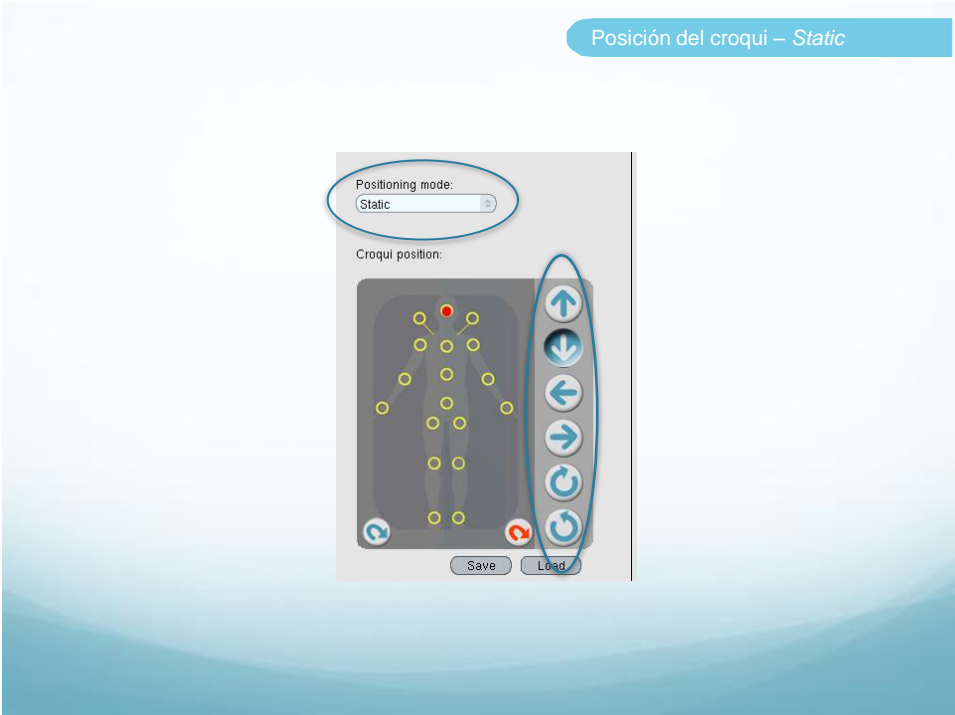 Posición del croqui – Static
Positioning mode:
Static
Croqui position:
Save
Load